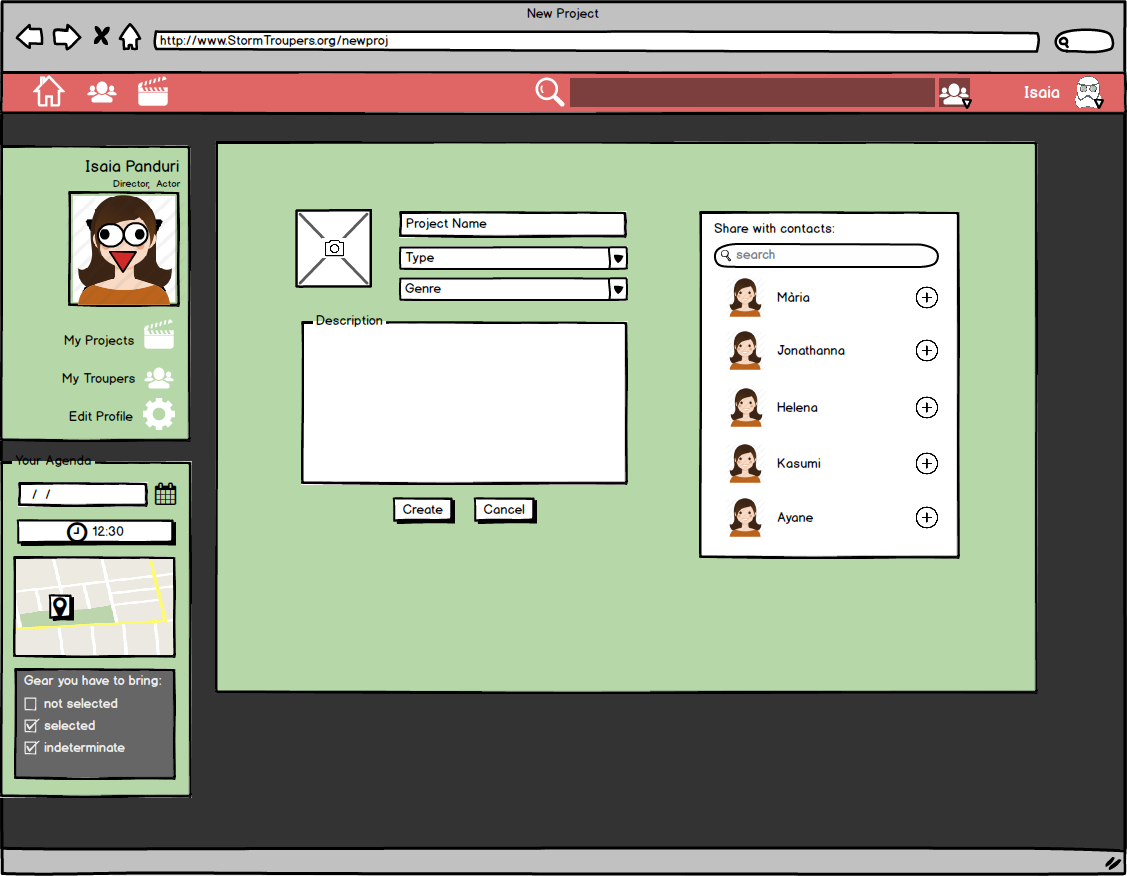 New Project
http://www.StormTroupers.org/newproj
Isaia
Isaia Panduri
Director, Actor
My Projects
My Troupers
Edit Profile
Your Agenda
/ /
12:30
Gear you have to bring:
not selected
selected
indeterminate
Project Name
Type
Genre
Description
Create
Cancel
Share with contacts:
search
Mària
Jonathanna
Helena
Kasumi
Ayane